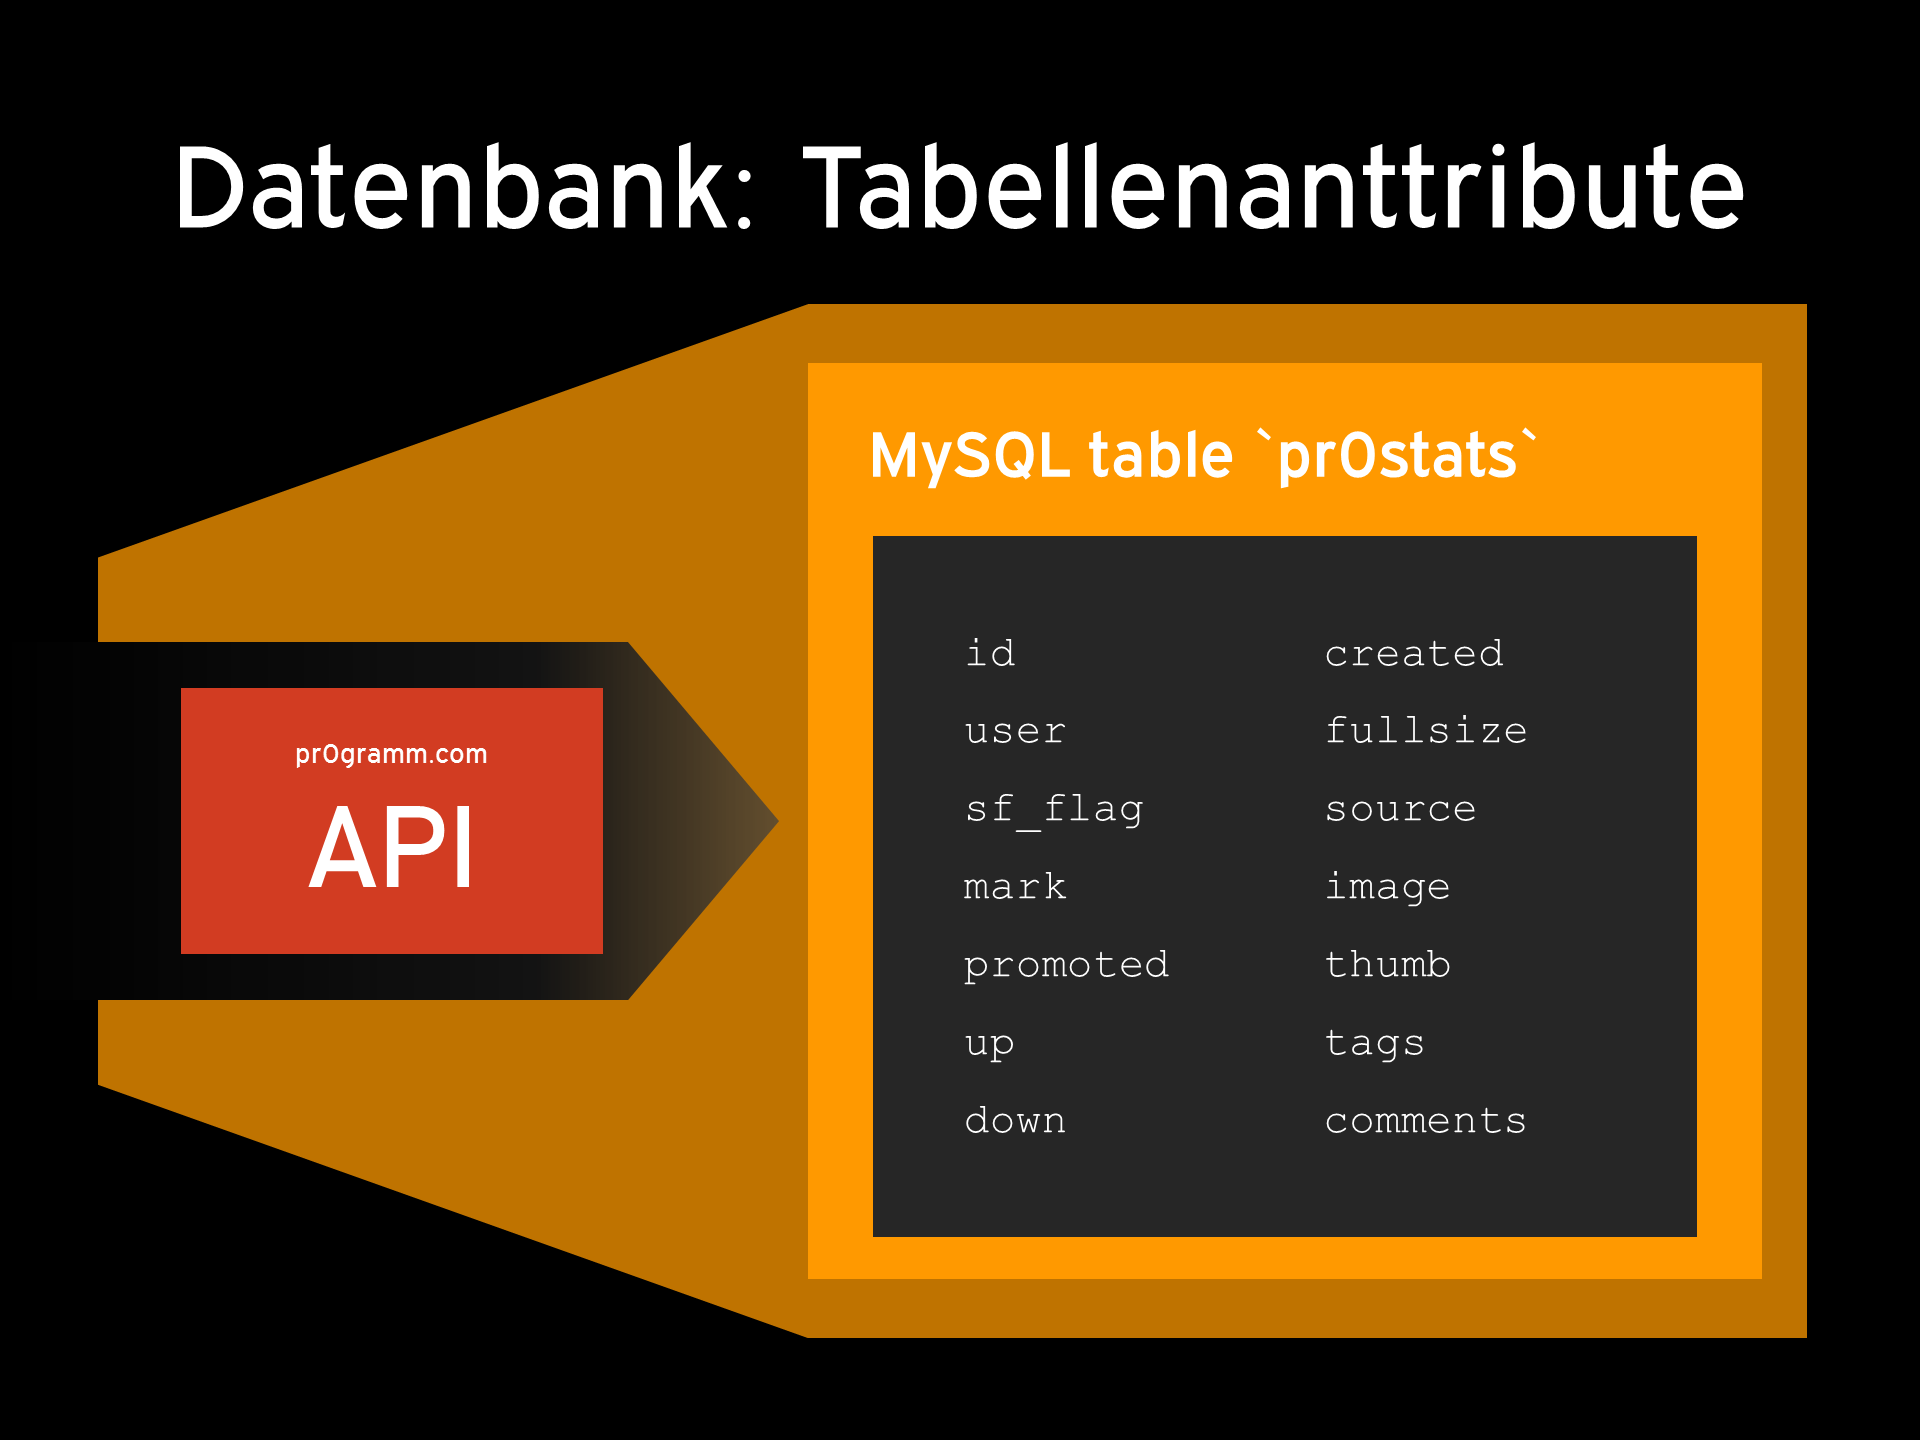 Datenbank: Tabellenanttribute
MySQL table `pr0stats`
pr0gramm.com
API
id
user
sf_flag
mark
promoted
up
down
created
fullsize
source
image
thumb
tags
comments